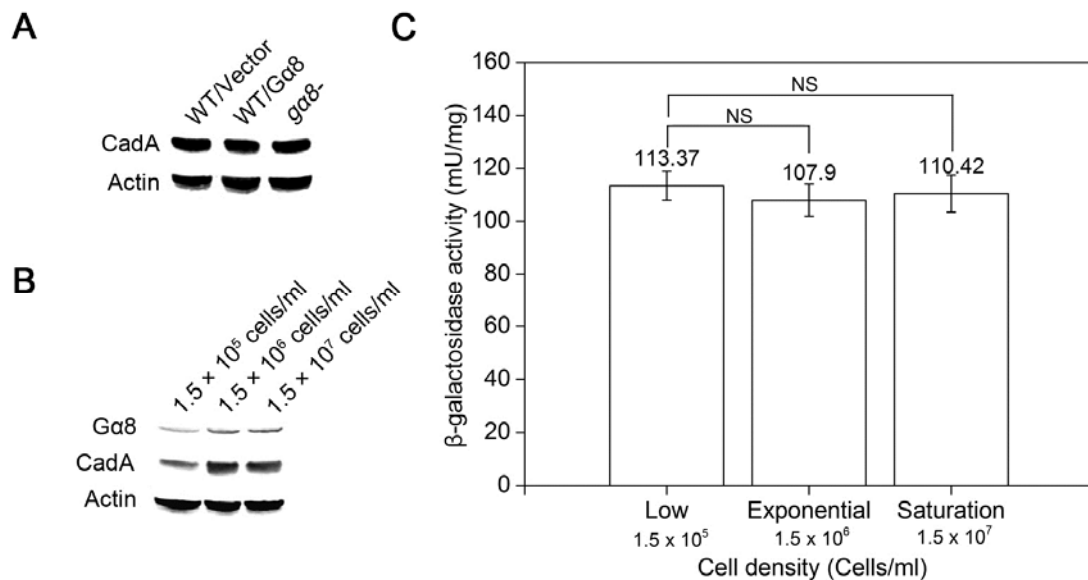 A
WT/Vector
WT/Gα8
gα8-
CadA
Actin
B
1.5 × 10⁵ cells/ml
1.5 × 10⁶ cells/ml
1.5 × 10⁷ cells/ml
Gα8
CadA
Actin
C
β-galactosidase activity (mU/mg)
160
140
120
100
80
60
40
20
0
NS
NS
113.37
107.9
110.42
Low
Exponential
Saturation
1.5 x 10⁵
1.5 x 10⁶
1.5 x 10⁷
Cell density (Cells/ml)